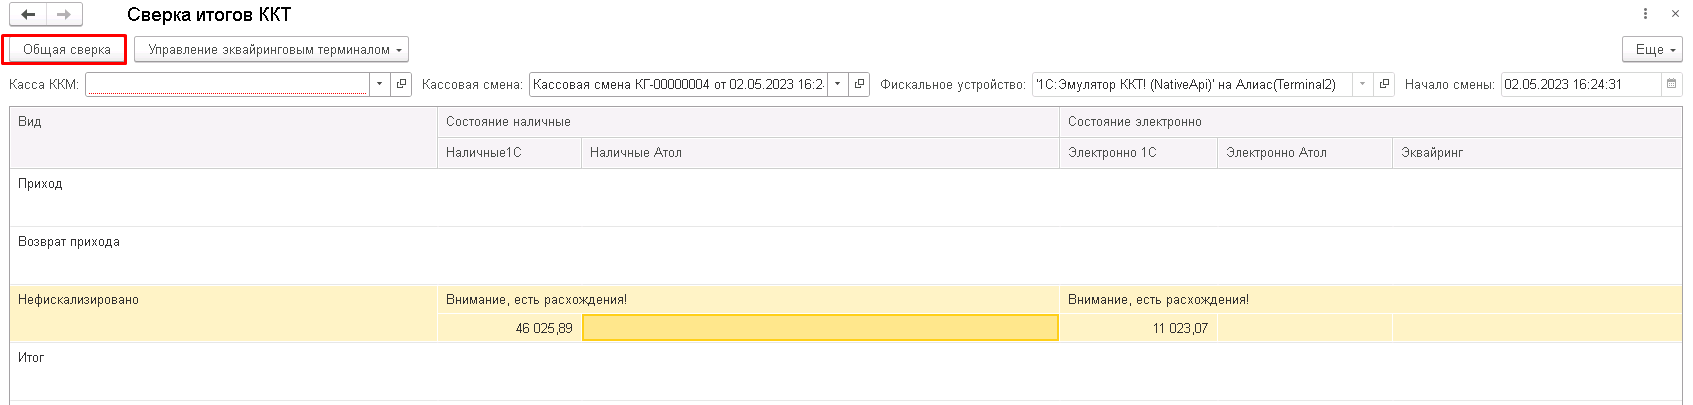 Сверка итогов ККТ
Общая сверка Управление эквайринговым терминалом Еще
Касса ККМ: Кассовая смена: Кассовая смена КГ-00000004 от 02.05.2023 16:2 Фискальное устройство: '1С:Эмулятор ККТ! (NativeApi)' на Алиас(Terminal2) Начало смены: 02.05.2023 16:24:31
Вид Состояние наличные Состояние электронно
Наличные1С Наличные Атол Электронно 1С Электронно Атол Эквайринг
Приход
Возврат прихода
Нефискализировано Внимание, есть расхождения! Внимание, есть расхождения!
46 025,89 11 023,07
Итог